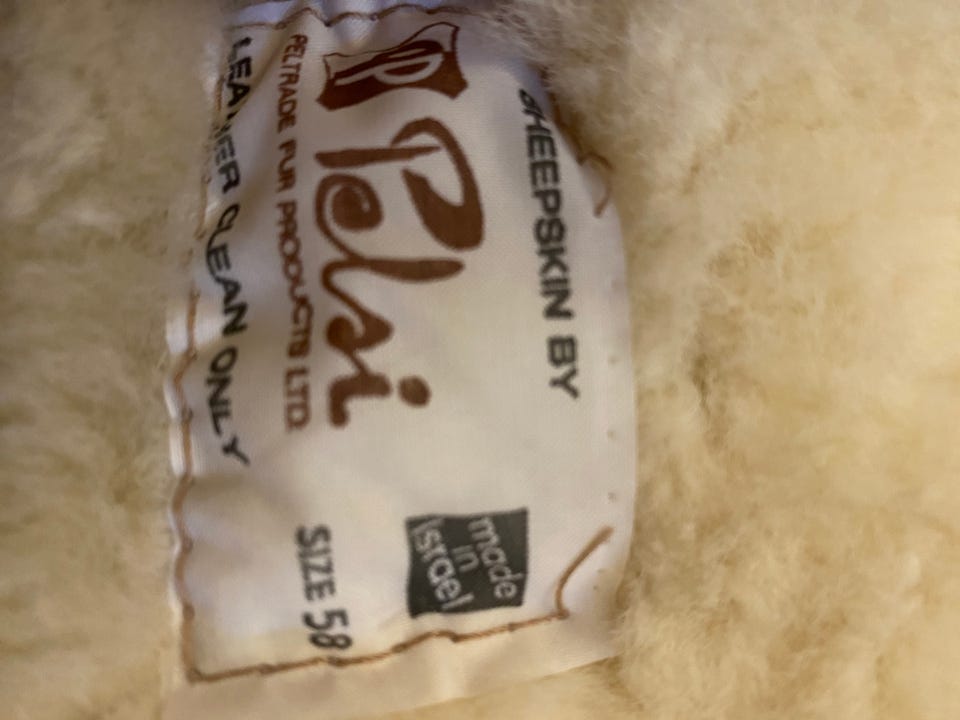 SHEEPSKIN BY
Pelsi
PELTRADE FUR PRODUCTS LTD.
LEATHER CLEAN ONLY
made
in
Israel
SIZE 58